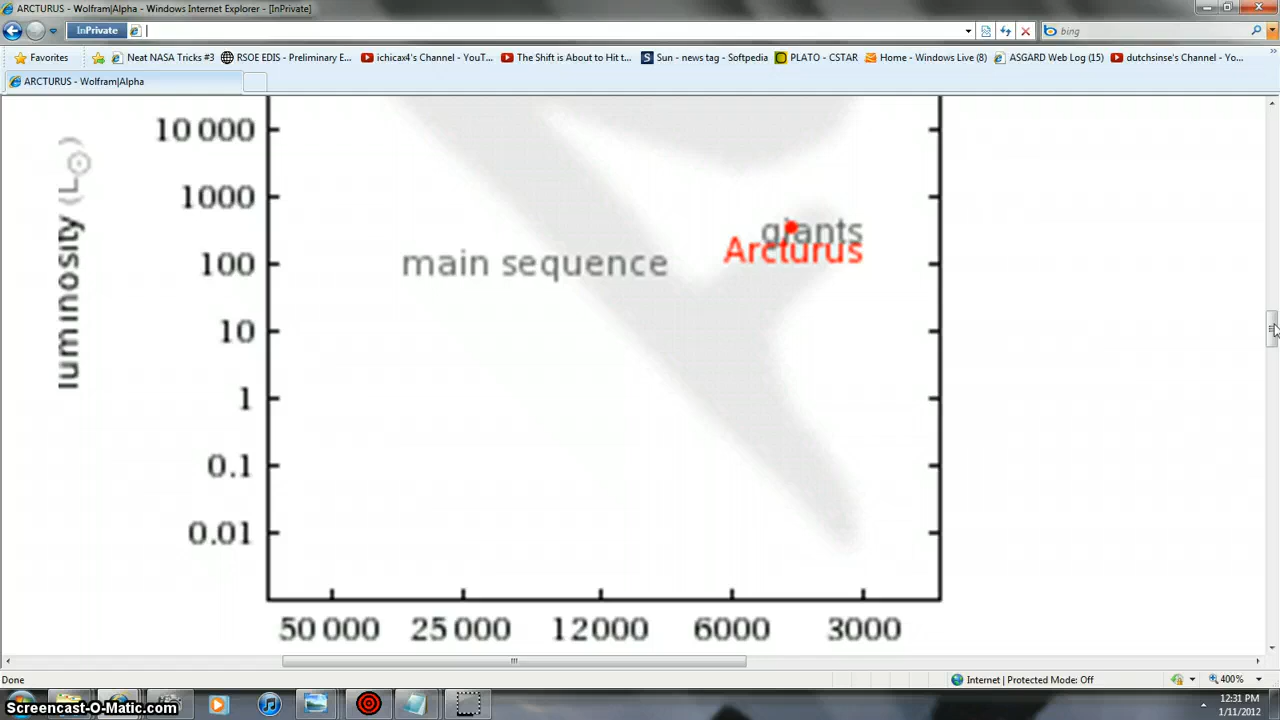 ARCTURUS - Wolfram|Alpha - Windows Internet Explorer - [InPrivate]
InPrivate
bing
Favorites
Neat NASA Tricks #3
RSOE EDIS - Preliminary E...
ichicax4's Channel - YouT...
The Shift is About to Hit t...
Sun - news tag - Softpedia
PLATO - CSTAR
Home - Windows Live (8)
ASGARD Web Log (15)
dutchsinse's Channel - Yo...
ARCTURUS - Wolfram|Alpha
luminosity (L☉)
10 000
1000
100
10
1
0.1
0.01
main sequence
giants
Arcturus
50 000 25 000 12 000 6000 3000
Done
Internet | Protected Mode: Off
400%
Screencast-O-Matic.com
12:31 PM
1/11/2012